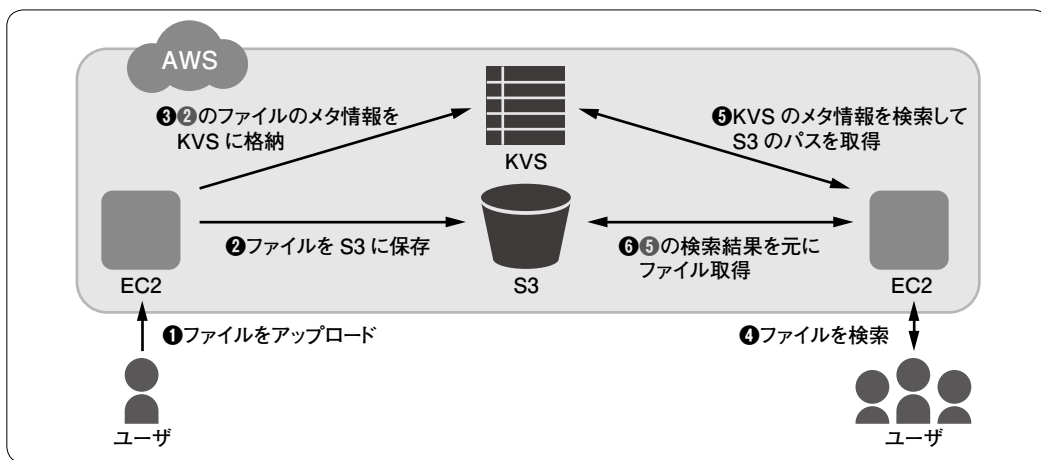 AWS
❸❷のファイルのメタ情報を
KVS に格納
KVS
❺KVS のメタ情報を検索して
S3 のパスを取得
❷ファイルを S3 に保存
❻❺の検索結果を元に
ファイル取得
EC2
S3
EC2
❶ファイルをアップロード
❹ファイルを検索
ユーザ
ユーザ